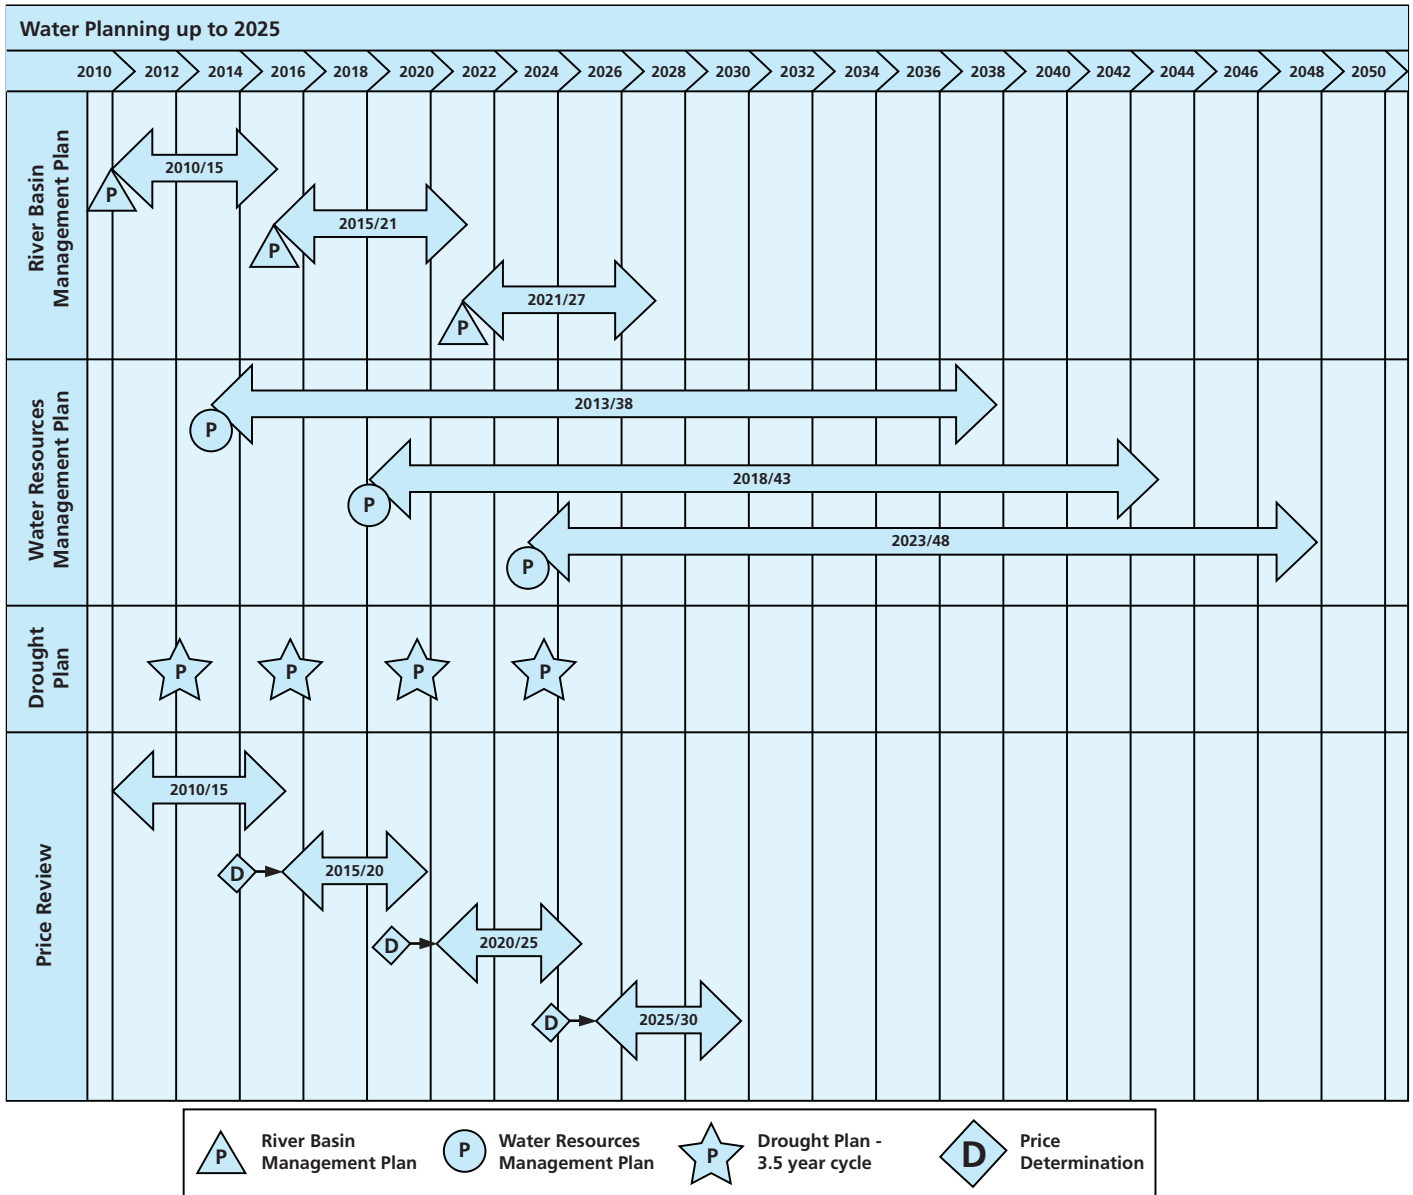 Water Planning up to 2025
2010 2012 2014 2016 2018 2020 2022 2024 2026 2028 2030 2032 2034 2036 2038 2040 2042 2044 2046 2048 2050
River Basin
Management Plan
2010/15
P
2015/21
P
2021/27
P
Water Resources
Management Plan
2013/38
P
2018/43
P
2023/48
P
Drought
Plan
P P P P
Price Review
2010/15
D 2015/20
D 2020/25
D 2025/30
P River Basin
Management Plan
P Water Resources
Management Plan
P Drought Plan -
3.5 year cycle
D Price
Determination